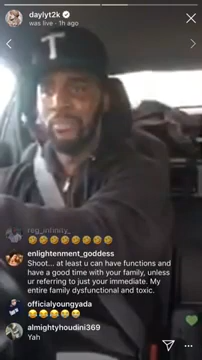 daylyt2k
was live · 1h ago
T
reg_infinity_
enlightenment_goddess
Shoot... at least u can have functions and
have a good time with your family, unless
ur referring to just your immediate. My
entire family dysfunctional and toxic.
officialyoungyada
almightyhoudini369
Yah